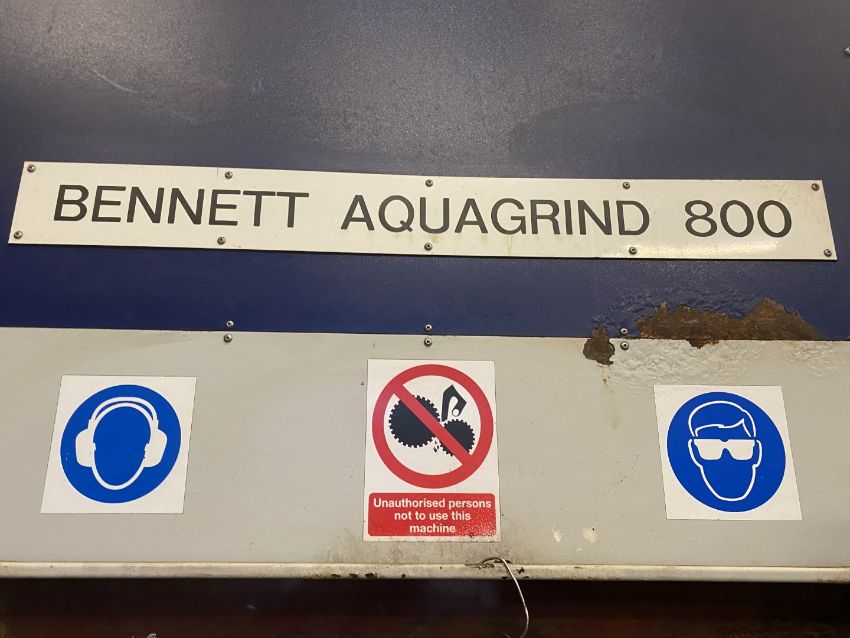 BENNETT AQUAGRIND 800
Unauthorised persons
not to use this
machine